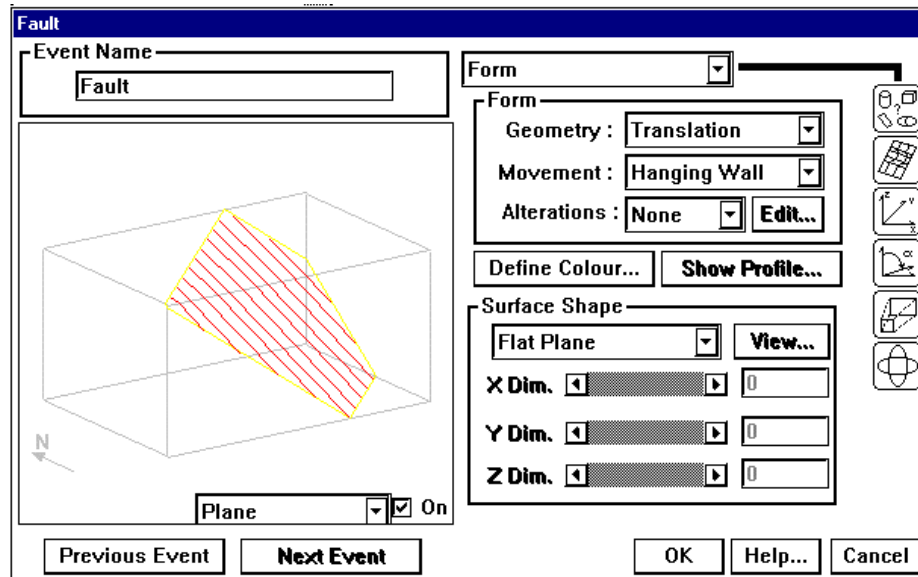 Fault
Event Name
Fault
Form
Form
Geometry : Translation
Movement : Hanging Wall
Alterations : None Edit...
Define Colour... Show Profile...
Surface Shape
Flat Plane View...
X Dim. 0
Y Dim. 0
Z Dim. 0
N
Plane On
Previous Event Next Event OK Help... Cancel